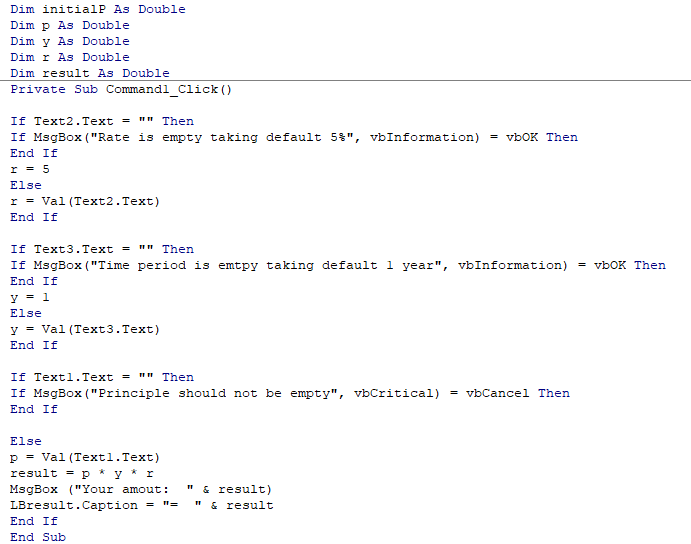 Dim initialP As Double
Dim p As Double
Dim y As Double
Dim r As Double
Dim result As Double
Private Sub Command1_Click()
If Text2.Text = "" Then
If MsgBox("Rate is empty taking default 5%", vbInformation) = vbOK Then
End If
r = 5
Else
r = Val(Text2.Text)
End If
If Text3.Text = "" Then
If MsgBox("Time period is emtpy taking default 1 year", vbInformation) = vbOK Then
End If
y = 1
Else
y = Val(Text3.Text)
End If
If Text1.Text = "" Then
If MsgBox("Principle should not be empty", vbCritical) = vbCancel Then
End If
Else
p = Val(Text1.Text)
result = p * y * r
MsgBox ("Your amout:  " & result)
LBresult.Caption = "=  " & result
End If
End Sub